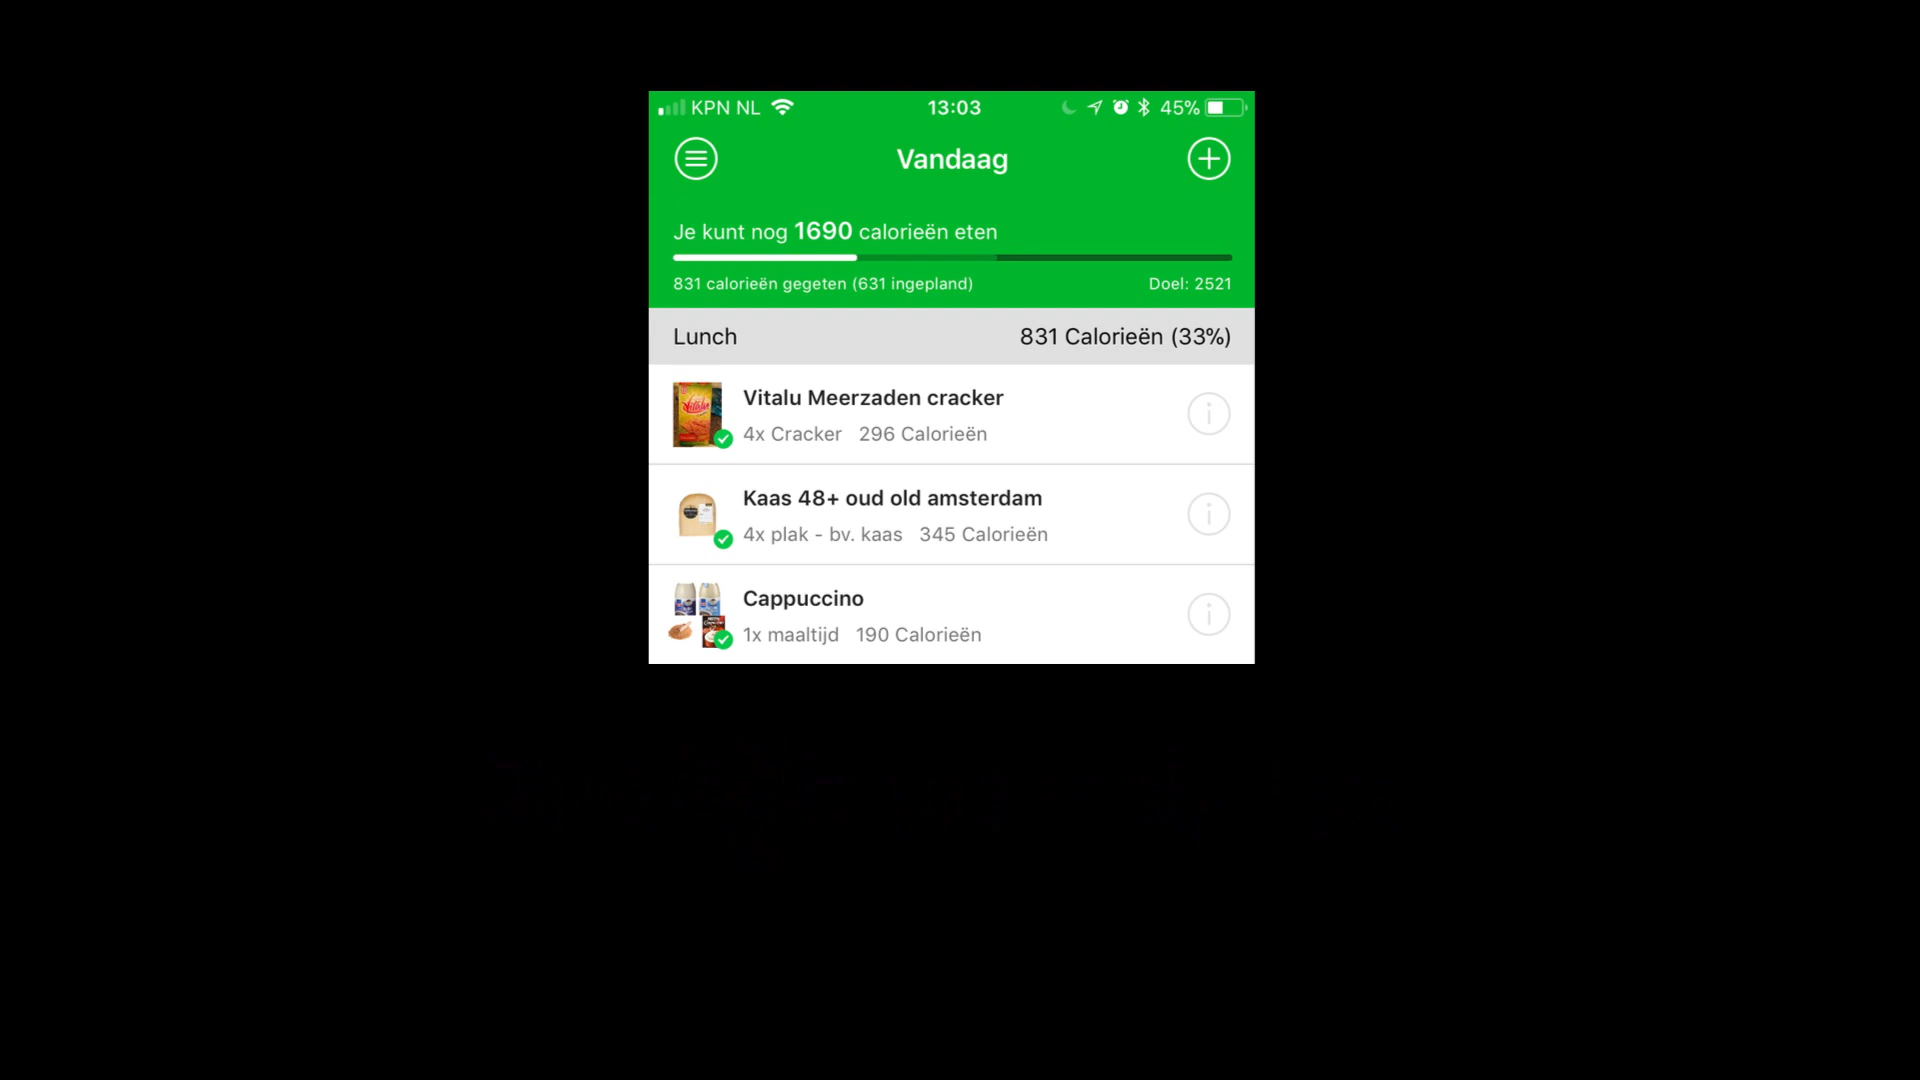 KPN NL 13:03 45%
Vandaag
Je kunt nog 1690 calorieën eten
831 calorieën gegeten (631 ingepland) Doel: 2521
Lunch 831 Calorieën (33%)
Vitalu Meerzaden cracker
4x Cracker 296 Calorieën
Kaas 48+ oud old amsterdam
4x plak - bv. kaas 345 Calorieën
Cappuccino
1x maaltijd 190 Calorieën